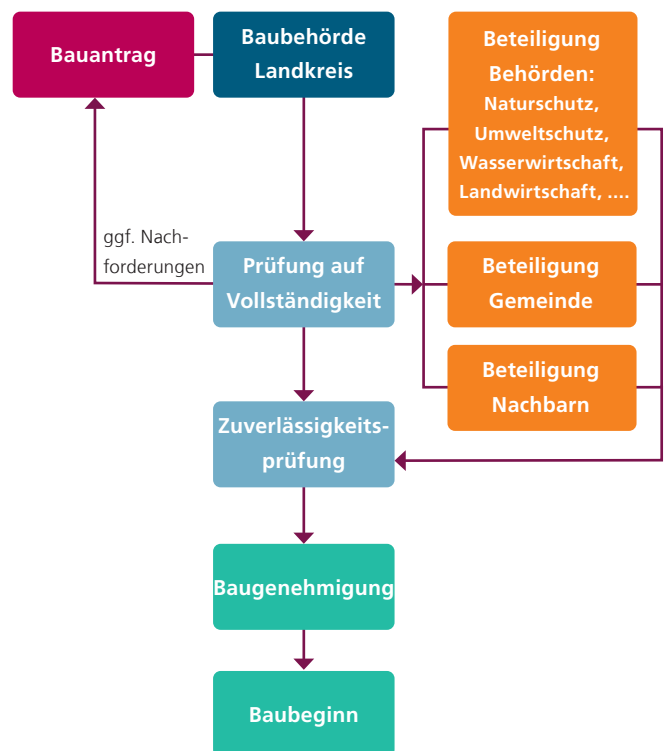 Bauantrag
Baubehörde
Landkreis
Beteiligung
Behörden:
Naturschutz,
Umweltschutz,
Wasserwirtschaft,
Landwirtschaft, ....
ggf. Nach-
forderungen
Prüfung auf
Vollständigkeit
Beteiligung
Gemeinde
Beteiligung
Nachbarn
Zuverlässigkeits-
prüfung
Baugenehmigung
Baubeginn